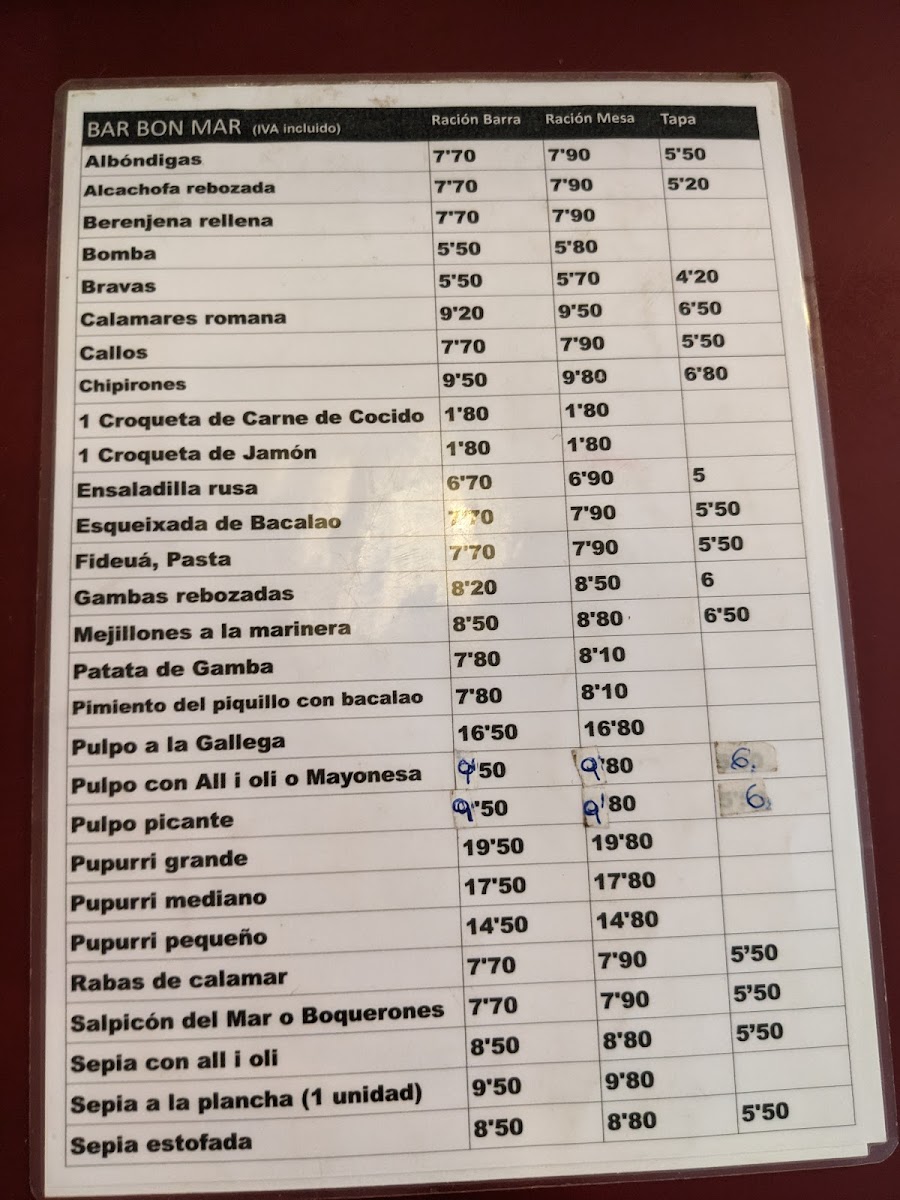 BAR BON MAR (IVA incluido) Ración Barra Ración Mesa Tapa
Albóndigas 7'70 7'90 5'50
Alcachofa rebozada 7'70 7'90 5'20
Berenjena rellena 7'70 7'90
Bomba 5'50 5'80
Bravas 5'50 5'70 4'20
Calamares romana 9'20 9'50 6'50
Callos 7'70 7'90 5'50
Chipirones 9'50 9'80 6'80
1 Croqueta de Carne de Cocido 1'80 1'80
1 Croqueta de Jamón 1'80 1'80
Ensaladilla rusa 6'70 6'90 5
Esqueixada de Bacalao 7'70 7'90 5'50
Fideuá, Pasta 7'70 7'90 5'50
Gambas rebozadas 8'20 8'50 6
Mejillones a la marinera 8'50 8'80 6'50
Patata de Gamba 7'80 8'10
Pimiento del piquillo con bacalao 7'80 8'10
Pulpo a la Gallega 16'50 16'80
Pulpo con All i oli o Mayonesa 9'50 9'80 6
Pulpo picante 9'50 9'80 6
Pupurri grande 19'50 19'80
Pupurri mediano 17'50 17'80
Pupurri pequeño 14'50 14'80
Rabas de calamar 7'70 7'90 5’50
Salpicón del Mar o Boquerones 7'70 7'90 5’50
Sepia con all i oli 8'50 8'80 5’50
Sepia a la plancha (1 unidad) 9'50 9'80
Sepia estofada 8'50 8'80 5'50